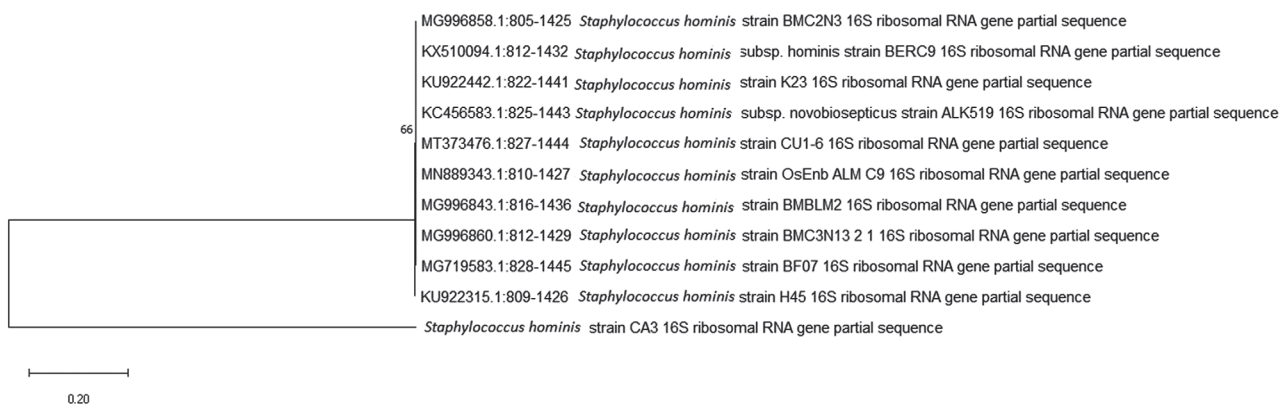 MG996858.1:805-1425 Staphylococcus hominis strain BMC2N3 16S ribosomal RNA gene partial sequence
KX510094.1:812-1432 Staphylococcus hominis subsp. hominis strain BERC9 16S ribosomal RNA gene partial sequence
KU922442.1:822-1441 Staphylococcus hominis strain K23 16S ribosomal RNA gene partial sequence
KC456583.1:825-1443 Staphylococcus hominis subsp. novobiosepticus strain ALK519 16S ribosomal RNA gene partial sequence
66
MT373476.1:827-1444 Staphylococcus hominis strain CU1-6 16S ribosomal RNA gene partial sequence
MN889343.1:810-1427 Staphylococcus hominis strain OsEnb ALM C9 16S ribosomal RNA gene partial sequence
MG996843.1:816-1436 Staphylococcus hominis strain BMBLM2 16S ribosomal RNA gene partial sequence
MG996860.1:812-1429 Staphylococcus hominis strain BMC3N13 2 1 16S ribosomal RNA gene partial sequence
MG719583.1:828-1445 Staphylococcus hominis strain BF07 16S ribosomal RNA gene partial sequence
KU922315.1:809-1426 Staphylococcus hominis strain H45 16S ribosomal RNA gene partial sequence
Staphylococcus hominis strain CA3 16S ribosomal RNA gene partial sequence
0.20